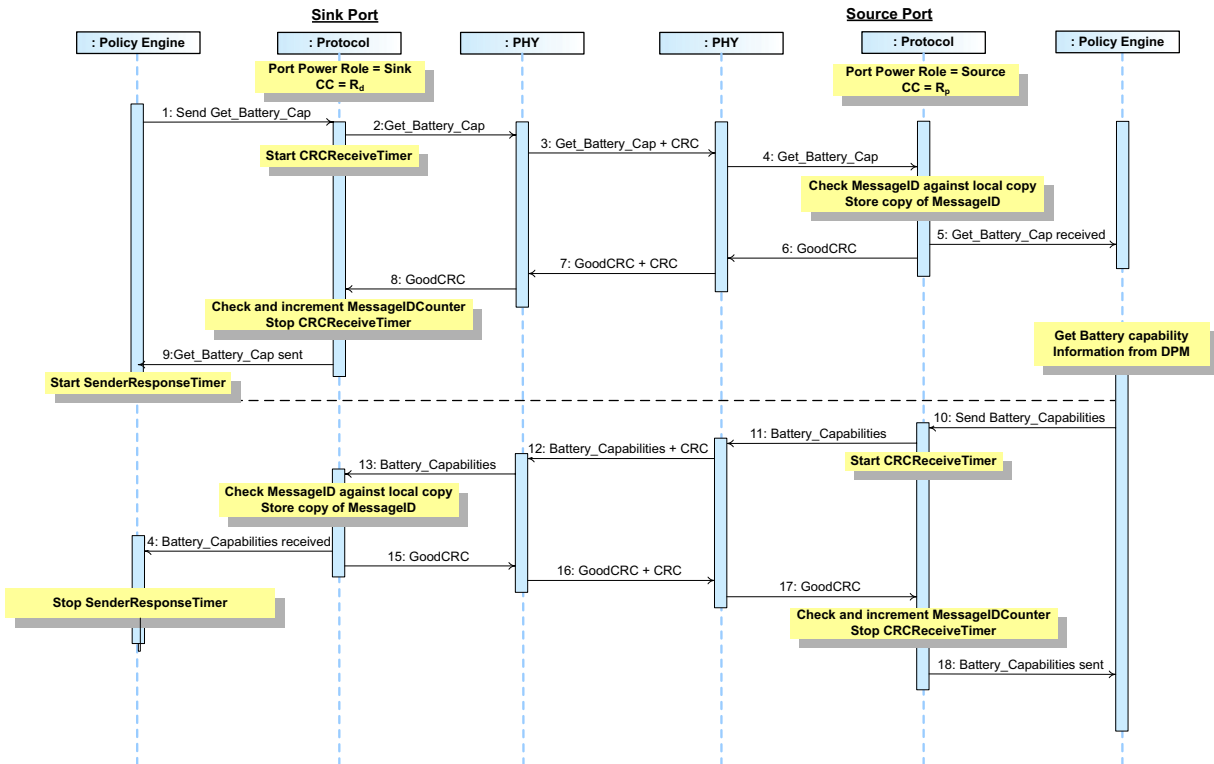 Sink Port
Source Port
: Policy Engine
: Protocol
: PHY
: PHY
: Protocol
: Policy Engine
Port Power Role = Sink
CC = Rd
Port Power Role = Source
CC = Rp
1: Send Get_Battery_Cap
2:Get_Battery_Cap
Start CRCReceiveTimer
3: Get_Battery_Cap + CRC
4: Get_Battery_Cap
Check MessageID against local copy
Store copy of MessageID
5: Get_Battery_Cap received
6: GoodCRC
7: GoodCRC + CRC
8: GoodCRC
Check and increment MessageIDCounter
Stop CRCReceiveTimer
9:Get_Battery_Cap sent
Start SenderResponseTimer
Get Battery capability
Information from DPM
10: Send Battery_Capabilities
11: Battery_Capabilities
Start CRCReceiveTimer
12: Battery_Capabilities + CRC
13: Battery_Capabilities
Check MessageID against local copy
Store copy of MessageID
4: Battery_Capabilities received
15: GoodCRC
16: GoodCRC + CRC
17: GoodCRC
Stop SenderResponseTimer
Check and increment MessageIDCounter
Stop CRCReceiveTimer
18: Battery_Capabilities sent